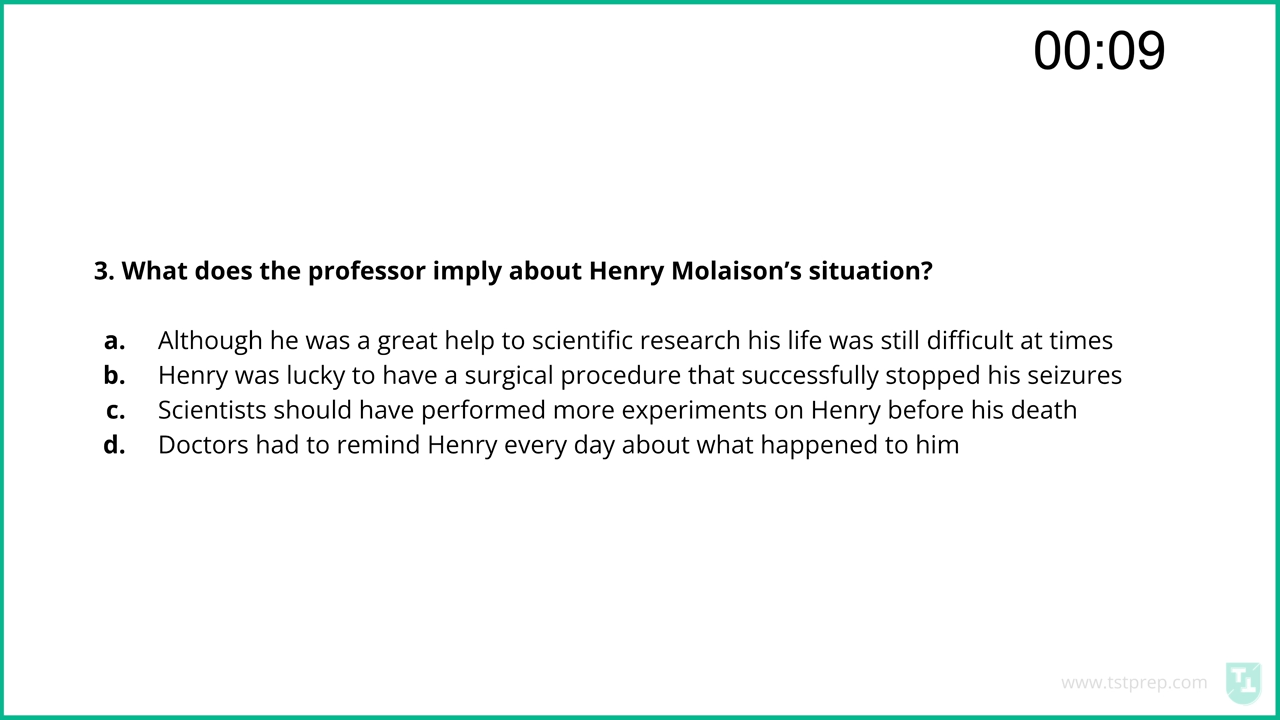 00:09
3. What does the professor imply about Henry Molaison’s situation?
a. Although he was a great help to scientific research his life was still difficult at times
b. Henry was lucky to have a surgical procedure that successfully stopped his seizures
c. Scientists should have performed more experiments on Henry before his death
d. Doctors had to remind Henry every day about what happened to him
www.tstprep.com